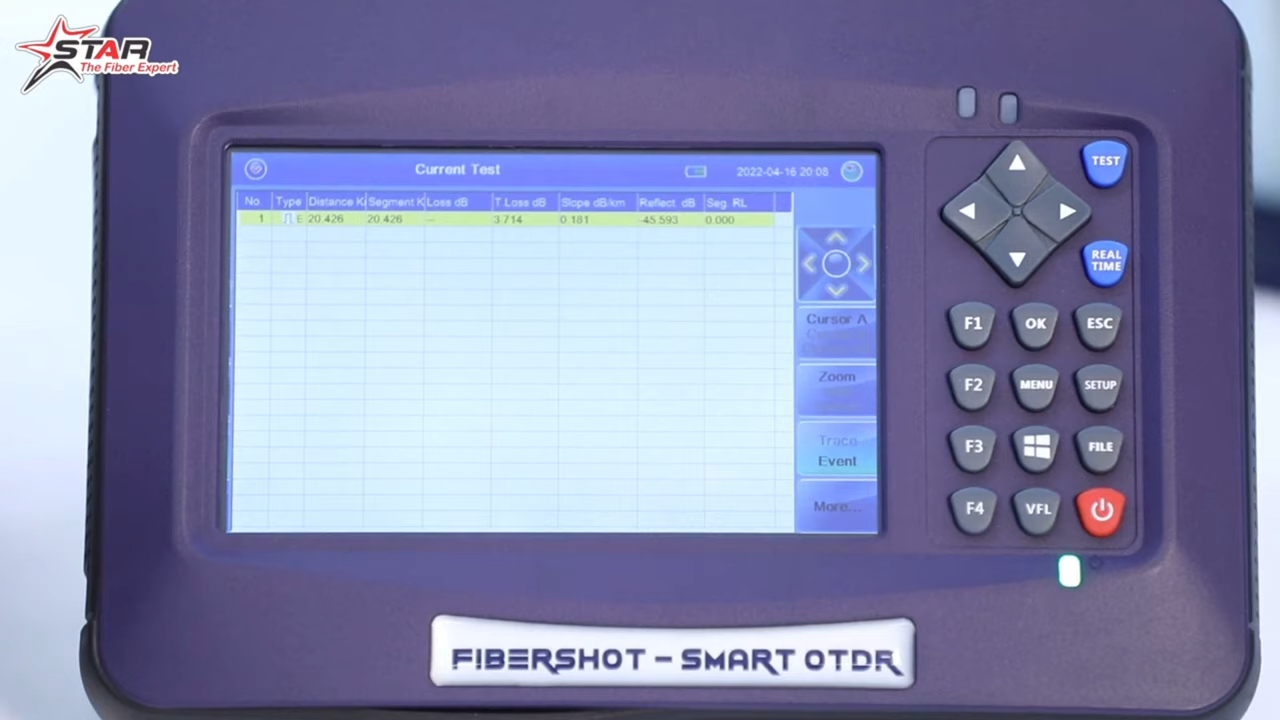 STAR
The Fiber Expert
Current Test
2022-04-16 20:08
No. Type Distance K Segment K Loss dB T.Loss dB Slope dB/km Reflect. dB Seg. RL
1 E 20.426 20.426 -- 3.714 0.181 -45.593 0.000
Cursor A
Zoom
Trace
Event
More...
TEST
REAL
TIME
F1 OK ESC
F2 MENU SETUP
F3 FILE
F4 VFL
FIBERSHOT – SMART OTDR